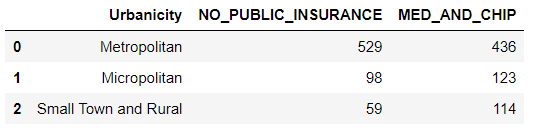 Urbanicity NO_PUBLIC_INSURANCE MED_AND_CHIP
0 Metropolitan 529 436
1 Micropolitan 98 123
2 Small Town and Rural 59 114